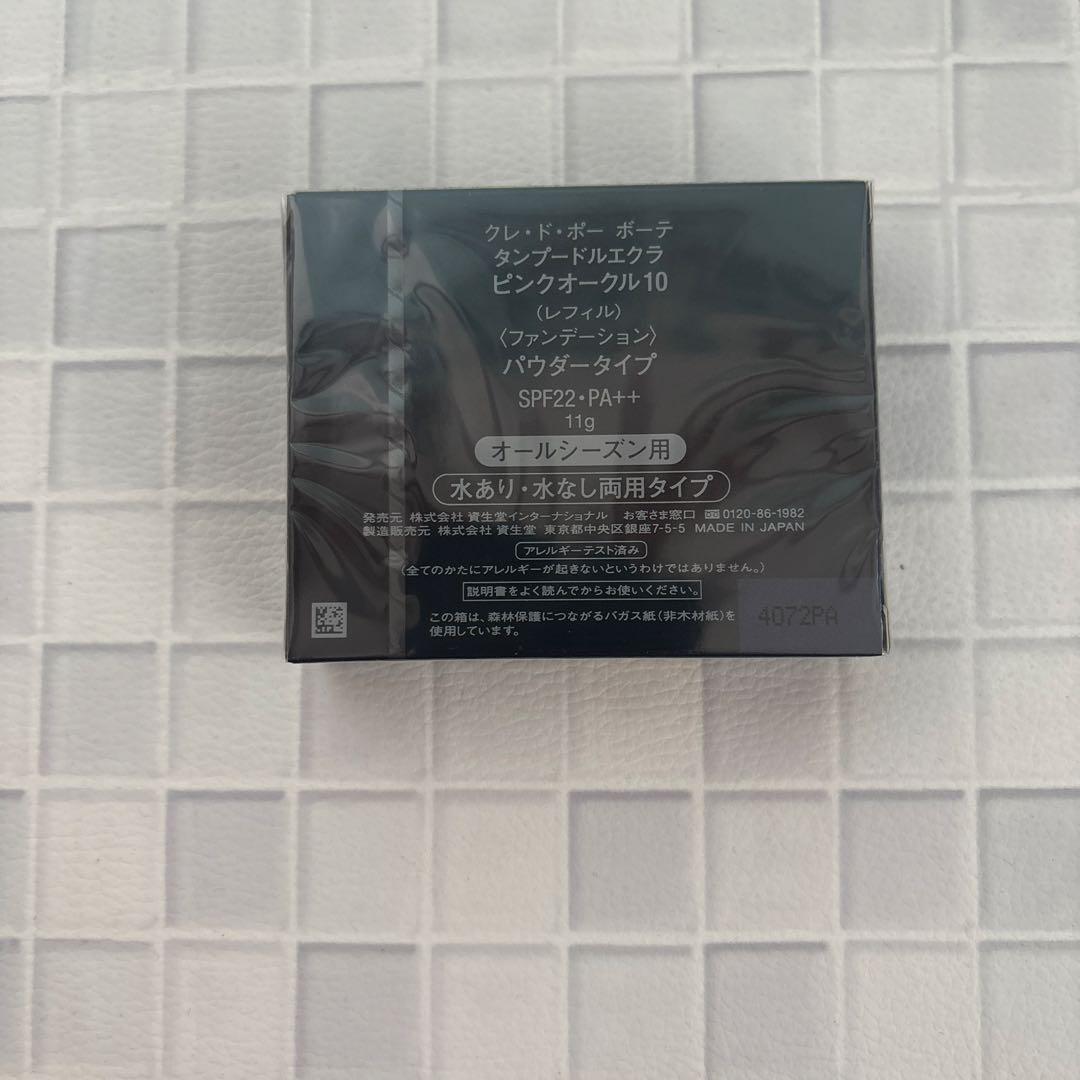 クレ・ド・ポー ボーテ
タンプードルエクラ
ピンクオークル10
(レフィル)
〈ファンデーション〉
パウダータイプ
SPF22・PA++
11g
オールシーズン用
水あり・水なし両用タイプ
発売元 株式会社 資生堂インターナショナル お客さま窓口 0120-86-1982
製造販売元 株式会社 資生堂 東京都中央区銀座7-5-5 MADE IN JAPAN
アレルギーテスト済み
(全てのかたにアレルギーが起きないというわけではありません。)
説明書をよく読んでからお使いください。
この箱は、森林保護につながるバガス紙(非木材紙)を
使用しています。
4072PA